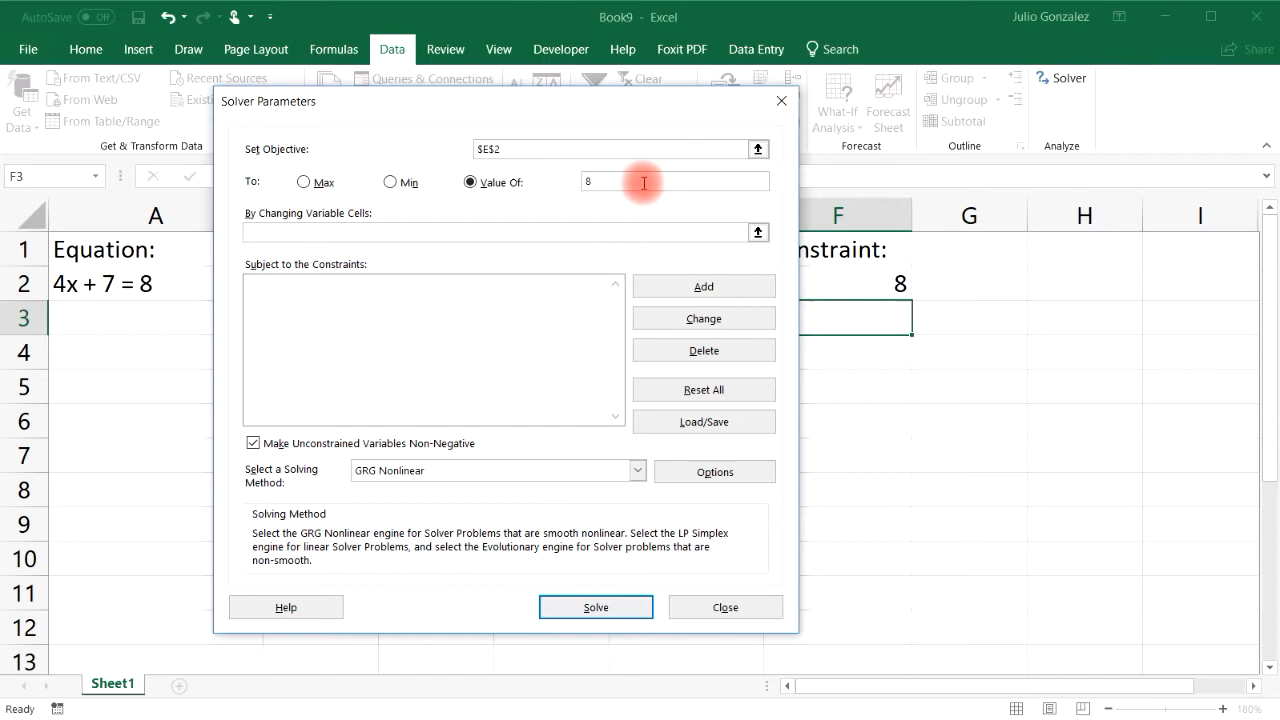 AutoSave Off
Book9 - Excel
Julio Gonzalez
File Home Insert Draw Page Layout Formulas Data Review View Developer Help Foxit PDF Data Entry Search Share
From Text/CSV
Recent Sources
Queries & Connections
Clear
Group
Solver
From Web
Ungroup
Get Data
From Table/Range
What-If Analysis
Forecast Sheet
Subtotal
Get & Transform Data
Forecast
Outline
Analyze
F3
Solver Parameters
Set Objective: $E$2
To: Max Min Value Of: 8
By Changing Variable Cells:
Subject to the Constraints:
Add
Change
Delete
Reset All
Load/Save
Make Unconstrained Variables Non-Negative
Select a Solving Method: GRG Nonlinear
Options
Solving Method
Select the GRG Nonlinear engine for Solver Problems that are smooth nonlinear. Select the LP Simplex
engine for linear Solver Problems, and select the Evolutionary engine for Solver problems that are
non-smooth.
Help Solve Close
A F G H I
1 Equation:
2 4x + 7 = 8 8
3
4
5
6
7
8
9
10
11
12
13
Sheet1
Ready
180%